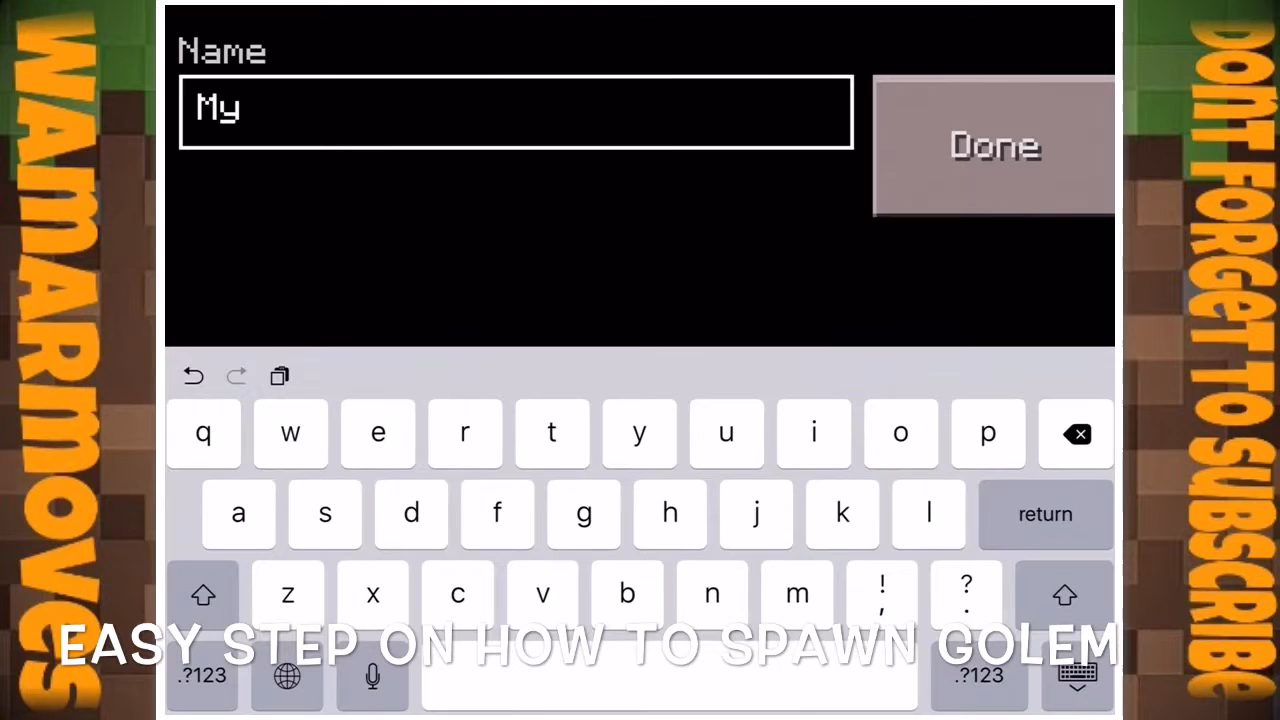 WAMARMOVES
Name
My
Done
DONT FORGET TO SUBSCRIBE
q w e r t y u i o p
a s d f g h j k l return
z x c v b n m ! , ? .
EASY STEP ON HOW TO SPAWN GOLEM
.?123 .?123